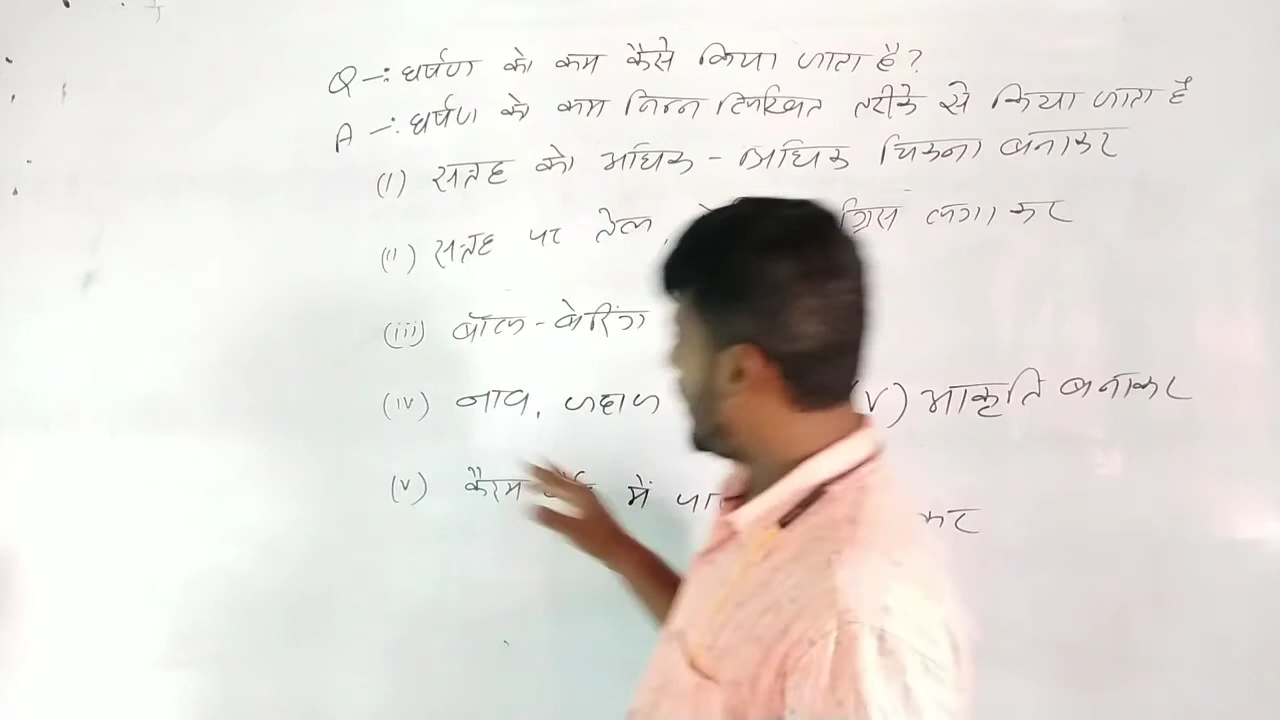 Q -: घर्षण को कम कैसे किया जाता है?
A -: घर्षण को कम निम्न लिखित तरीके से किया जाता है
(i) सतह को अधिक - अधिक चिकना बनाकर
(ii) सतह पर तेल, ग्रिस लगा कर
(iii) बॉल - बेरिंग
(iv) नाव, जहाज (V) आकृति बनाकर
(v) कैरम में कर